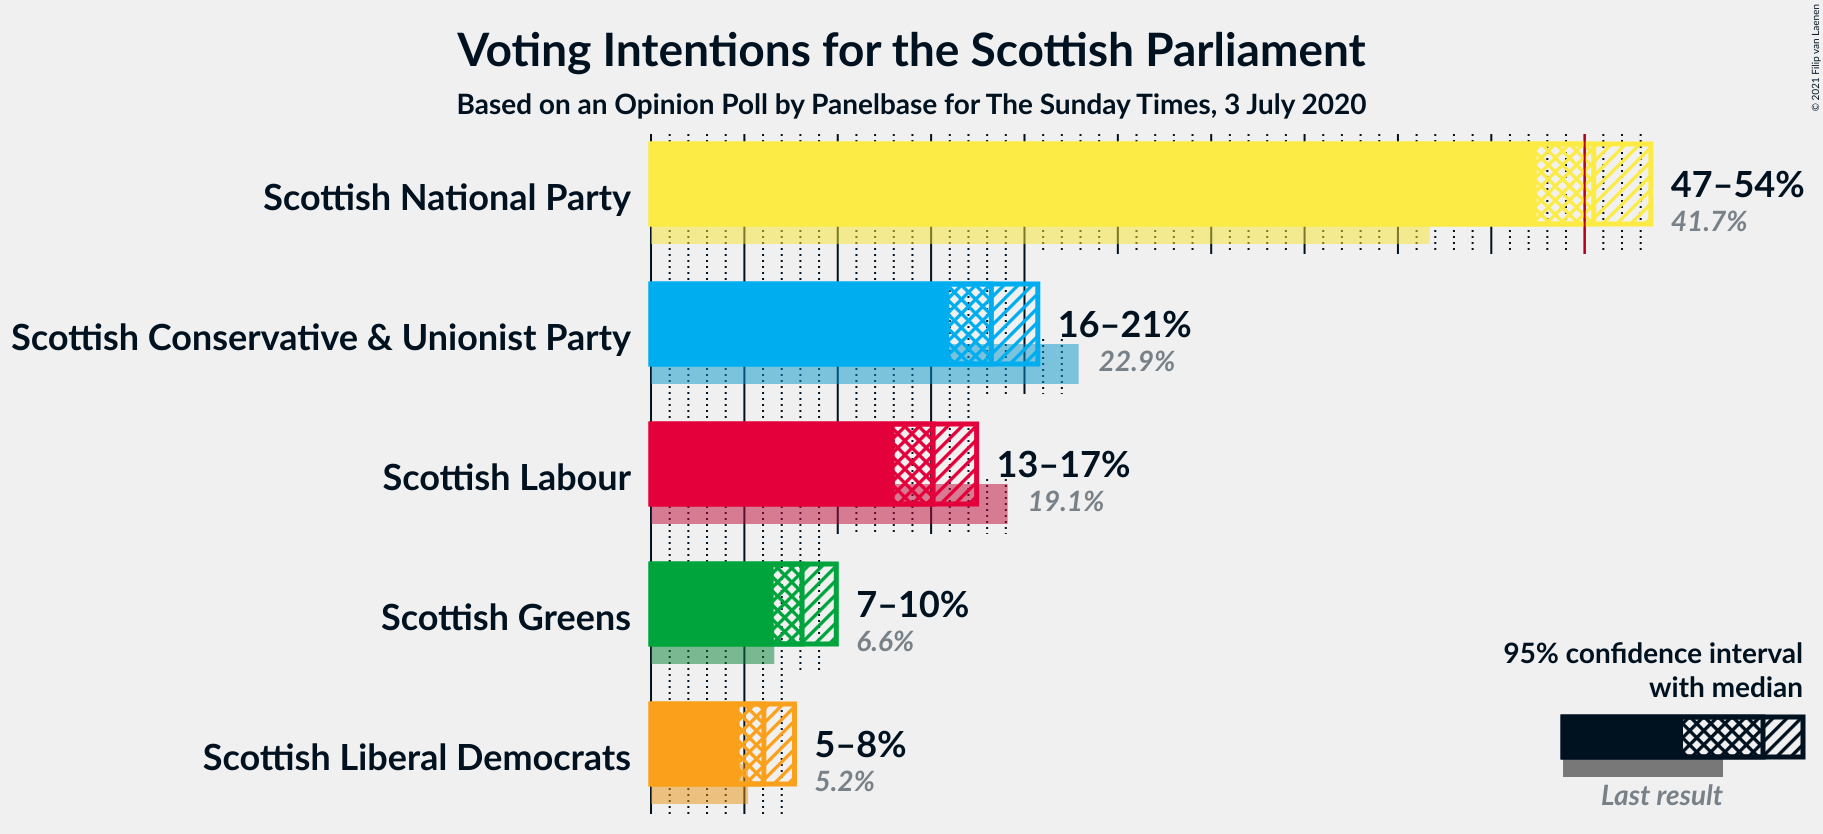 Voting Intentions for the Scottish Parliament
Based on an Opinion Poll by Panelbase for The Sunday Times, 3 July 2020
© 2021 Filip van Laenen
Scottish National Party
47–54%
41.7%
Scottish Conservative & Unionist Party
16–21%
22.9%
Scottish Labour
13–17%
19.1%
Scottish Greens
7–10%
6.6%
Scottish Liberal Democrats
5–8%
5.2%
95% confidence interval
with median
Last result